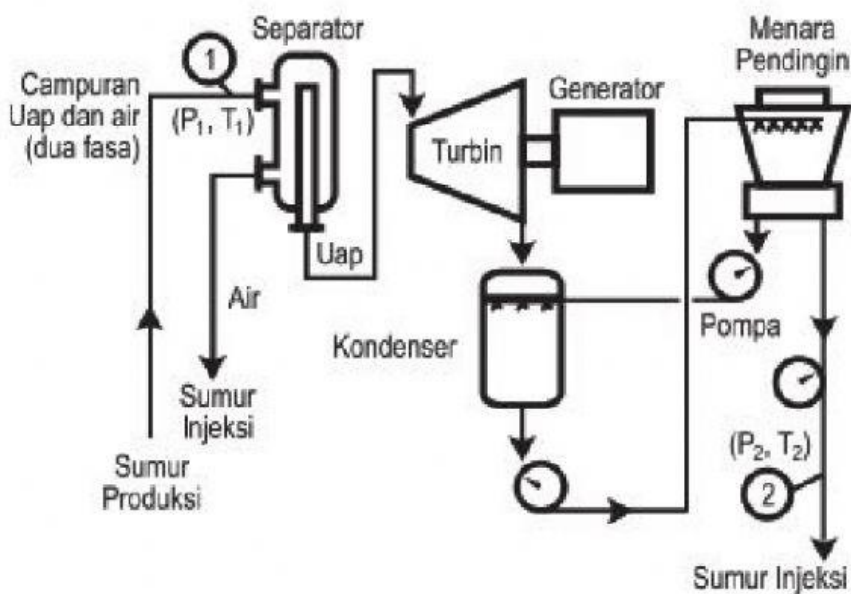 Separator
Menara
Pendingin
1
Campuran
Uap dan air
(dua fasa)
(P₁, T₁)
Generator
Turbin
Uap
Air
Kondenser
Pompa
Sumur
Injeksi
Sumur
Produksi
(P₂, T₂)
2
Sumur Injeksi